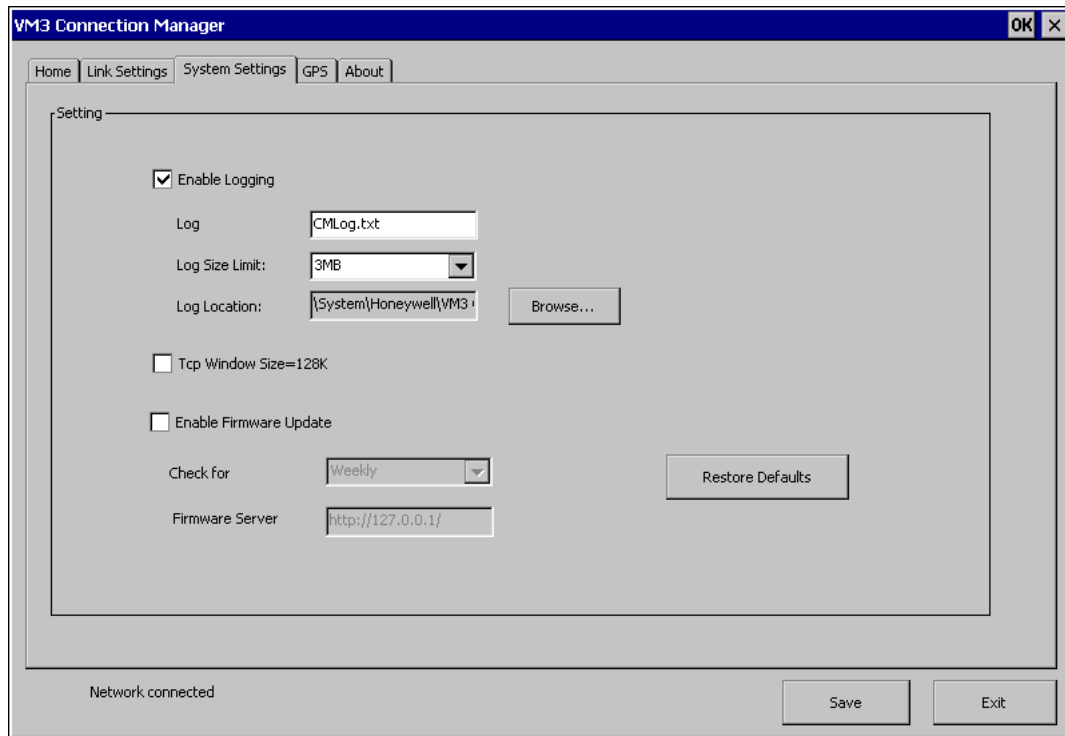 VM3 Connection Manager OK
Home Link Settings System Settings GPS About
Setting
Enable Logging
Log CMLog.txt
Log Size Limit: 3MB
Log Location: \System\Honeywell\VM3 Browse...
Tcp Window Size=128K
Enable Firmware Update
Check for Weekly
Restore Defaults
Firmware Server http://127.0.0.1/
Network connected
Save Exit